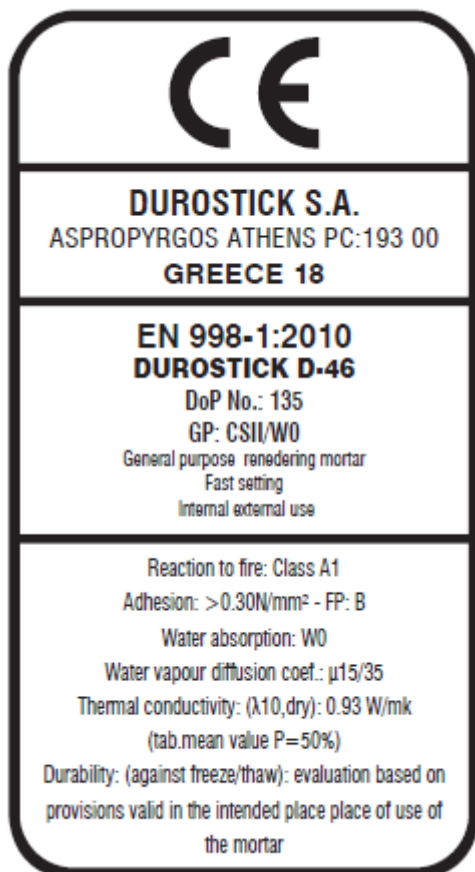 CE
DUROSTICK S.A.
ASPROPYRGOS ATHENS PC:193 00
GREECE 18
EN 998-1:2010
DUROSTICK D-46
DoP No.: 135
GP: CSII/W0
General purpose renedering mortar
Fast setting
Internal external use
Reaction to fire: Class A1
Adhesion: >0.30N/mm² - FP: B
Water absorption: W0
Water vapour diffusion coef.: μ15/35
Thermal conductivity: (λ10,dry): 0.93 W/mk
(tab.mean value P=50%)
Durability: (against freeze/thaw): evaluation based on
provisions valid in the intended place place of use of
the mortar